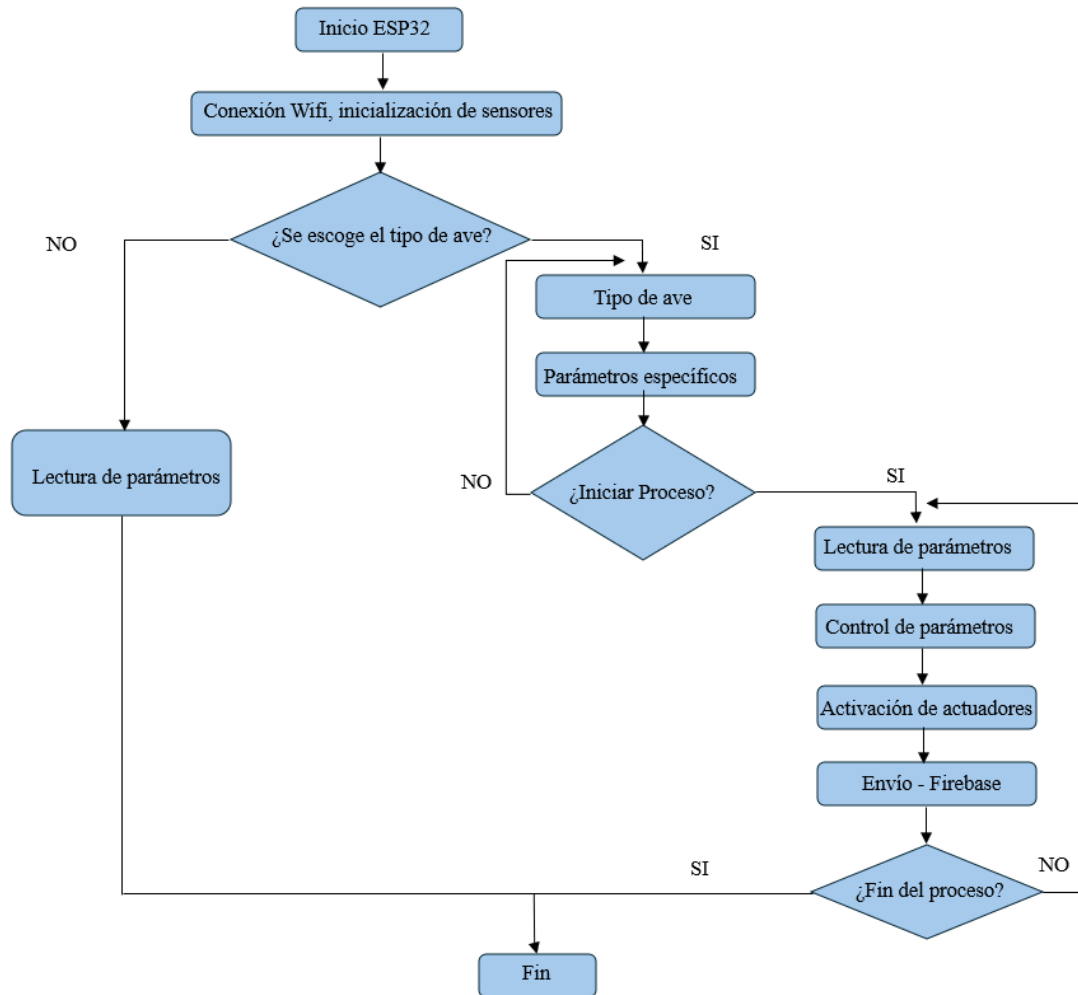 Inicio ESP32
Conexión Wifi, inicialización de sensores
¿Se escoge el tipo de ave?
NO
SI
Tipo de ave
Parámetros específicos
Lectura de parámetros
NO
¿Iniciar Proceso?
SI
Lectura de parámetros
Control de parámetros
Activación de actuadores
Envío - Firebase
SI
¿Fin del proceso?
NO
Fin